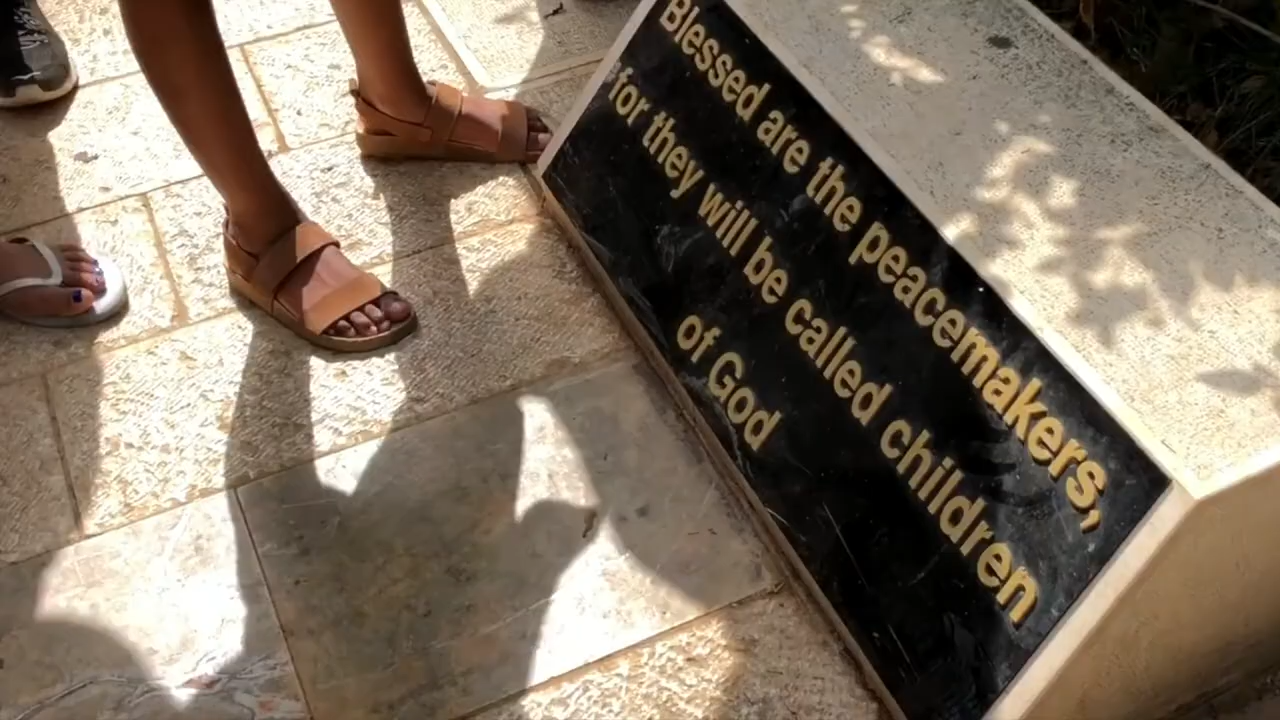 Blessed are the peacemakers,
for they will be called children
of God